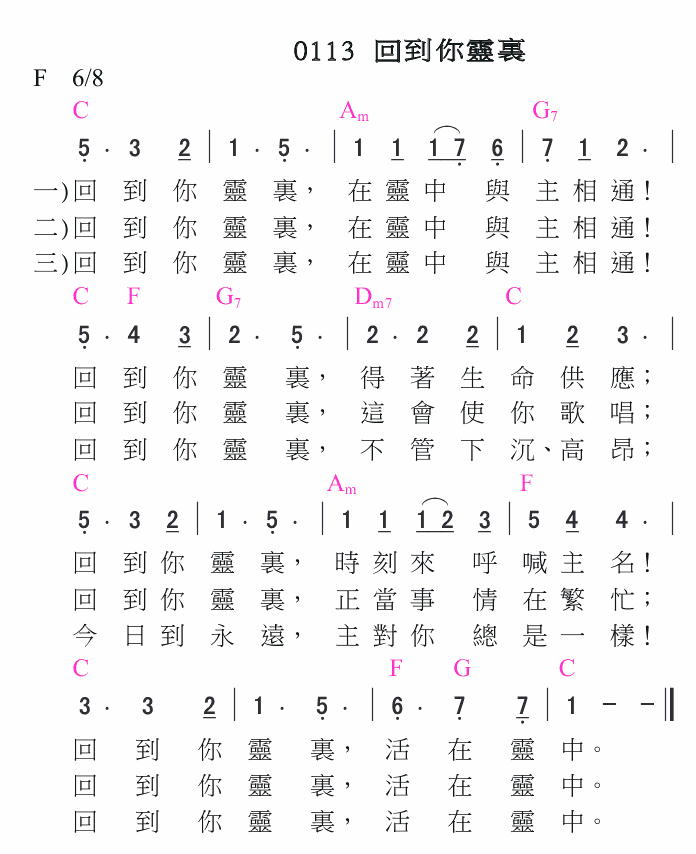 0113 回到你靈裏
F 6/8
C Am G7
5 · 3 2 | 1 · 5 · | 1 1 1 7 6 | 7 1 2 · |
一)回到你靈裏，在靈中與主相通！
二)回到你靈裏，在靈中與主相通！
三)回到你靈裏，在靈中與主相通！
C F G7 Dm7 C
5 · 4 3 | 2 · 5 · | 2 · 2 2 | 1 2 3 · |
回到你靈裏，得著生命供應；
回到你靈裏，這會使你歌唱；
回到你靈裏，不管下沉、高昂；
C Am F
5 · 3 2 | 1 · 5 · | 1 1 1 2 3 | 5 4 4 · |
回到你靈裏，時刻來呼喊主名！
回到你靈裏，正當事情在繁忙；
今日到永遠，主對你總是一樣！
C F G C
3 · 3 2 | 1 · 5 · | 6 · 7 7 | 1 – – ‖
回到你靈裏，活在靈中。
回到你靈裏，活在靈中。
回到你靈裏，活在靈中。